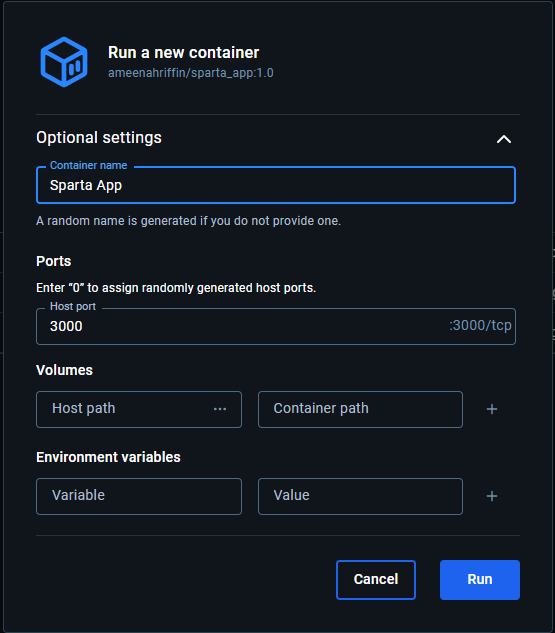 Run a new container
ameenahriffin/sparta_app:1.0
Optional settings
Container name
Sparta App
A random name is generated if you do not provide one.
Ports
Enter “0” to assign randomly generated host ports.
Host port
3000 :3000/tcp
Volumes
Host path ··· Container path +
Environment variables
Variable Value +
Cancel Run